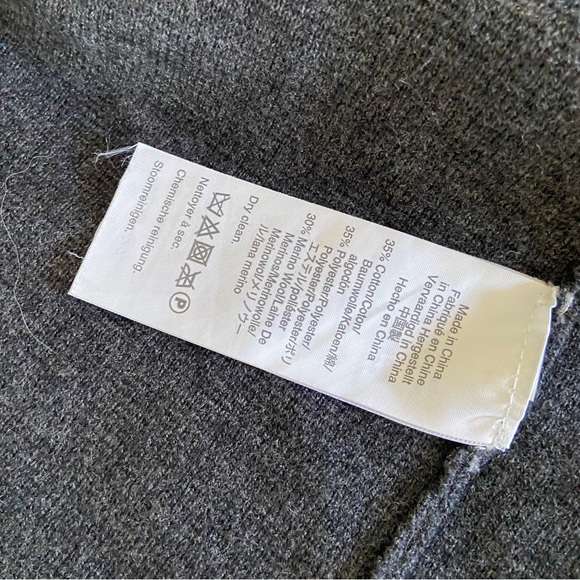 Made in China
Fabriqué en Chine
in China Hergestellt
Vervaardigd in China
中国製
Hecho en China
35% Cotton/Coton/
Baumwolle/Katoen/綿/
algodón
35% Polyester/Polyester/
Polyester/Polyester/ポリ
エステル/poliéster
30% Merino Wool/Laine De
Merinos/Merinowolle/
Merinowol/メリノウー
ル/lana merino
Dry clean.
Nettoyer à sec.
Chemische reinigung.
Stoomreinigen.
P